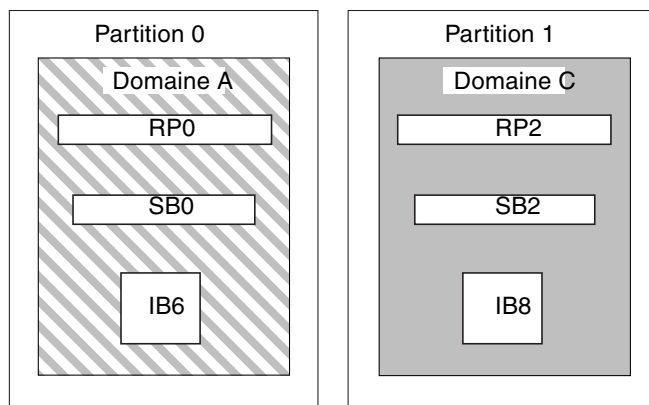 Partition 0
Domaine A
RP0
SB0
IB6
Partition 1
Domaine C
RP2
SB2
IB8